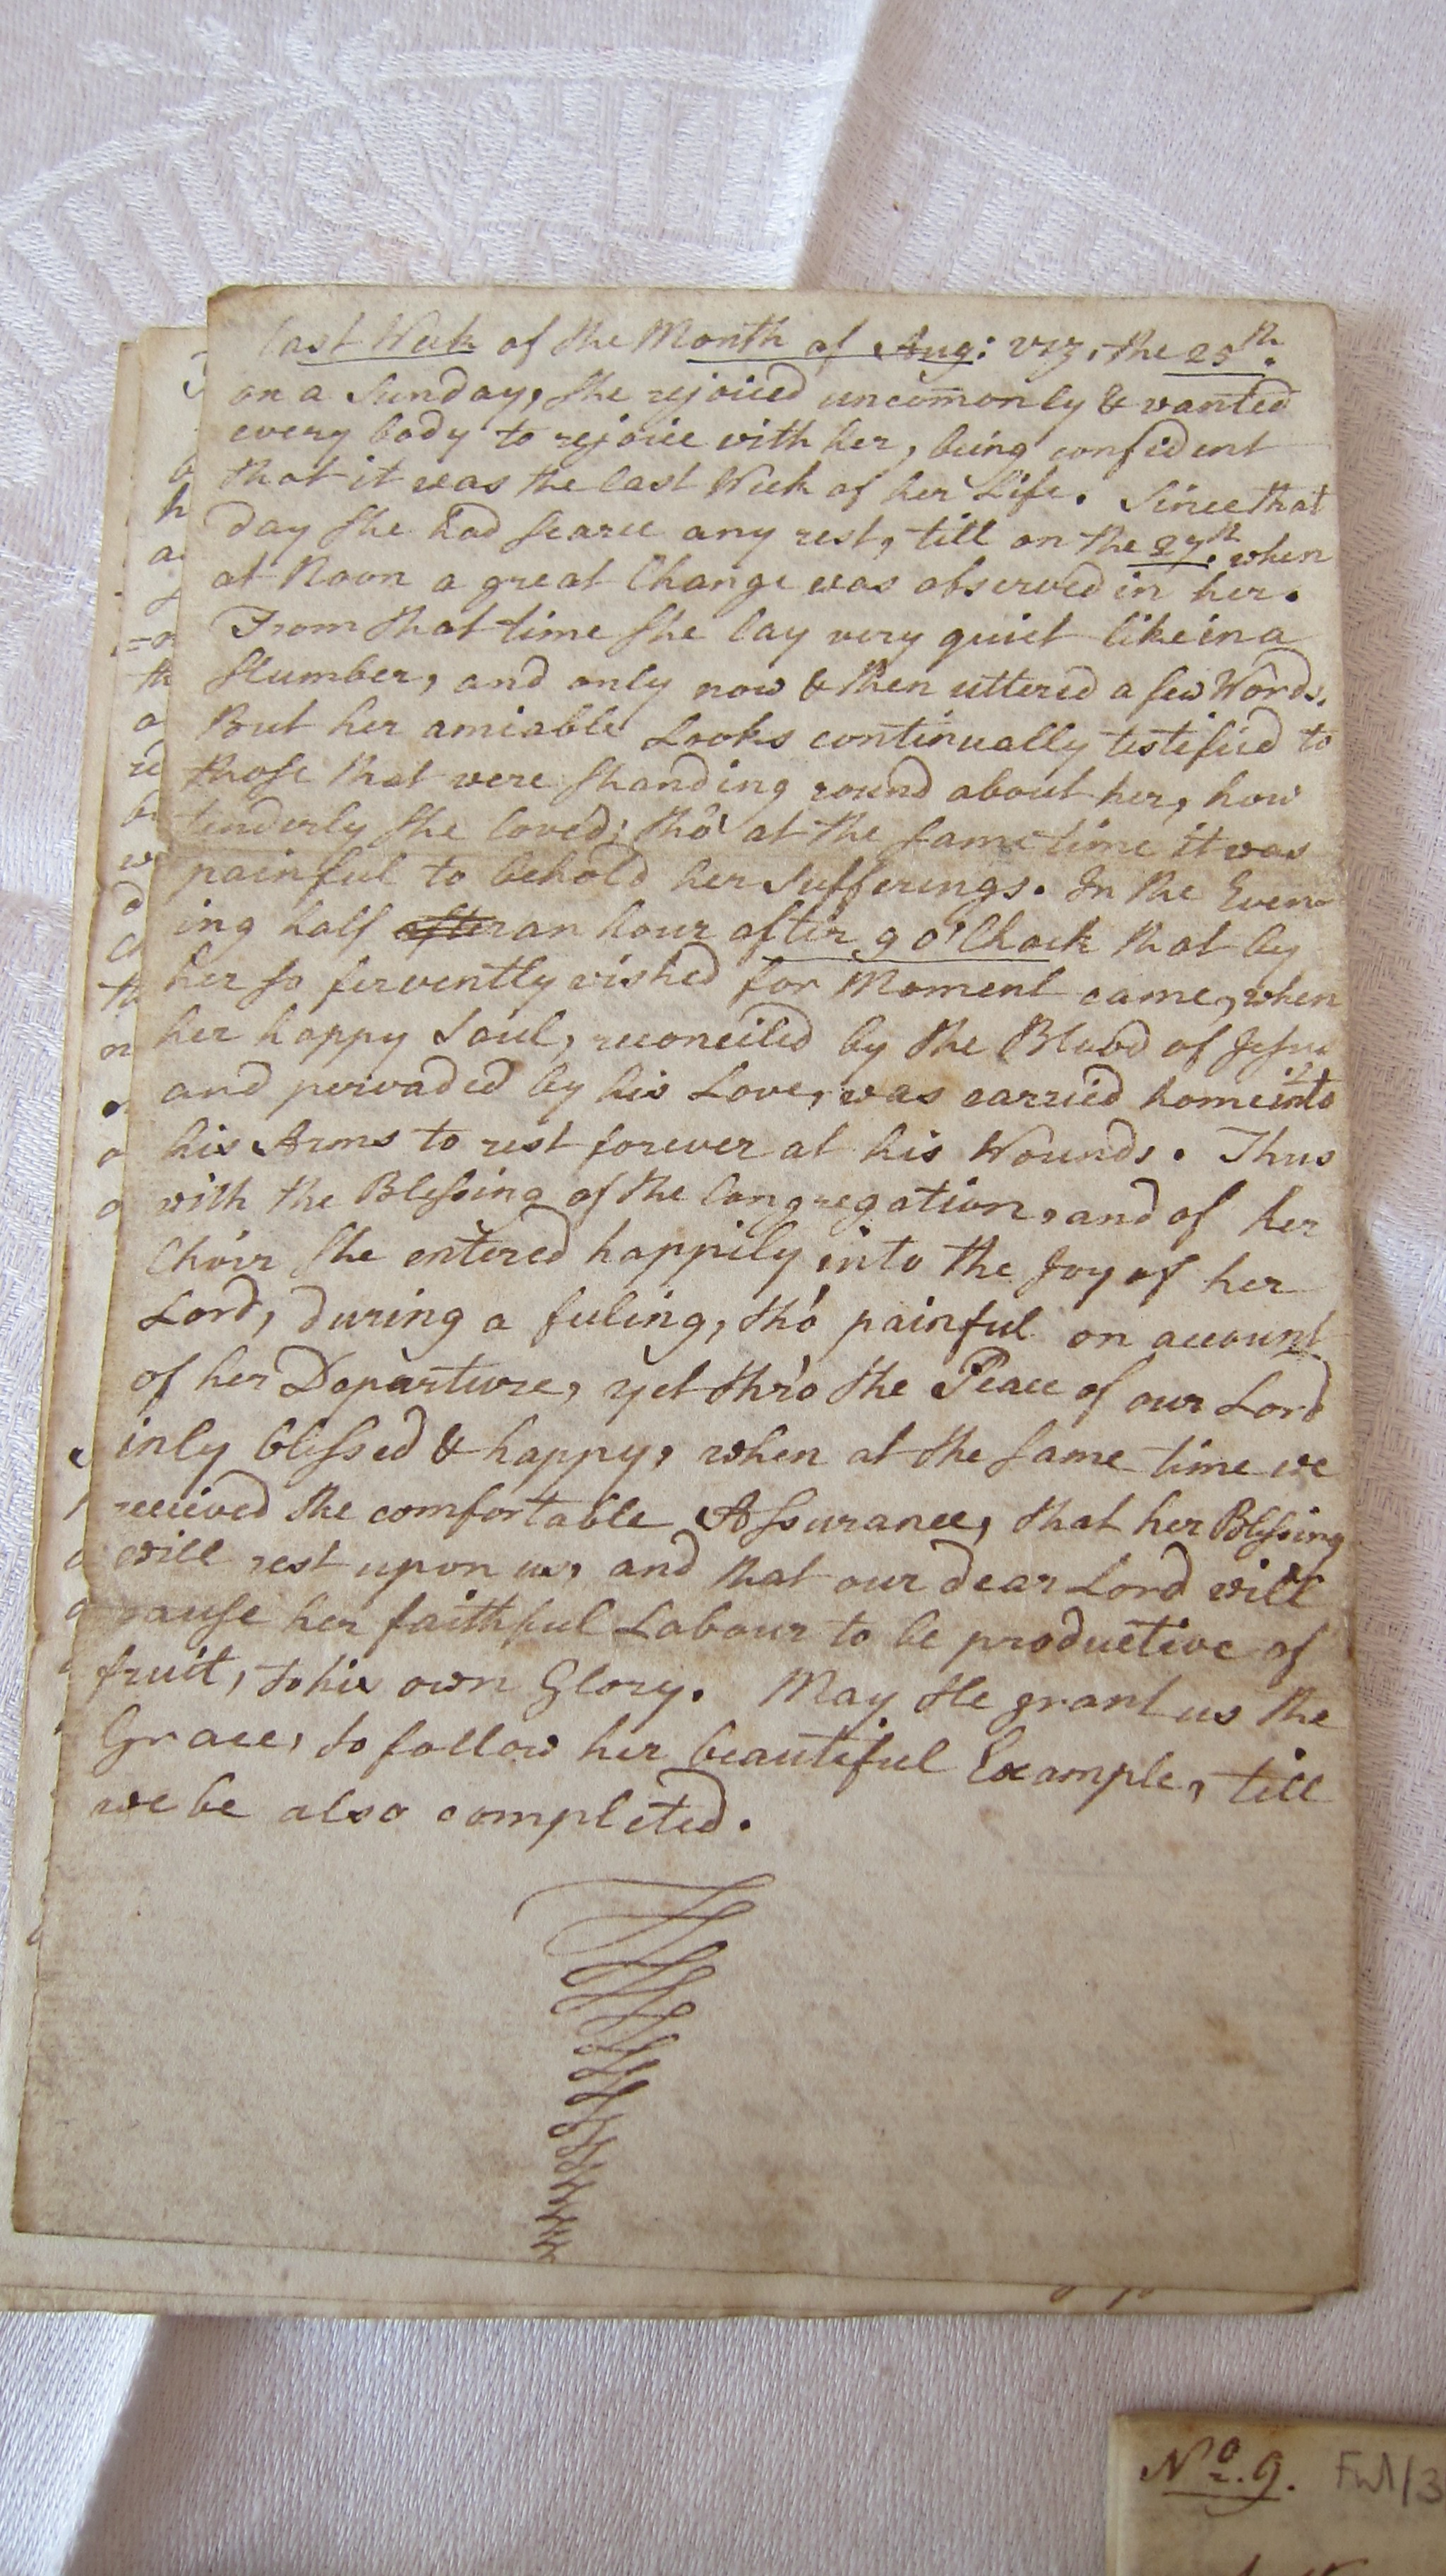 last Week of the Month of Aug: viz, the 25th.
on a Sunday, she rejoiced uncom̄only & wanted
every body to rejoice with her, being confident
that it was the last Week of her Life. Since that
day she had scarce any rest, till on the 27th. when
at Noon a great Change was observed in her.
From that time she lay very quiet like in a
slumber, and only now & then uttered a few Words.
But her amiable Looks continually testified to
those that were standing round about her, how
tenderly she loved; tho' at the same time it was
painful to behold her Sufferings. In the Even-
ing half after an hour after 9 o'Clock that by
her so fervently wished for Moment came, when
her happy Soul, reconciled by the Blood of Jesus
and pervaded by his Love, was carried home into
his Arms to rest forever at his Wounds. Thus
with the Blessing of the Congregation, and of her
Choir she entered happily into the Joy of her
Lord, during a feeling, tho' painful on account
of her Departure, yet thro' the Peace of our Lord
inly blessed & happy, when at the same time we
received the comfortable Assurance, that her Blessing
will rest upon us, and that our dear Lord will
cause her faithful Labour to be productive of
fruit, to his own Glory. May He grant us the
Grace, to follow her beautiful Example, till
we be also completed.
No. 9. FWI/3